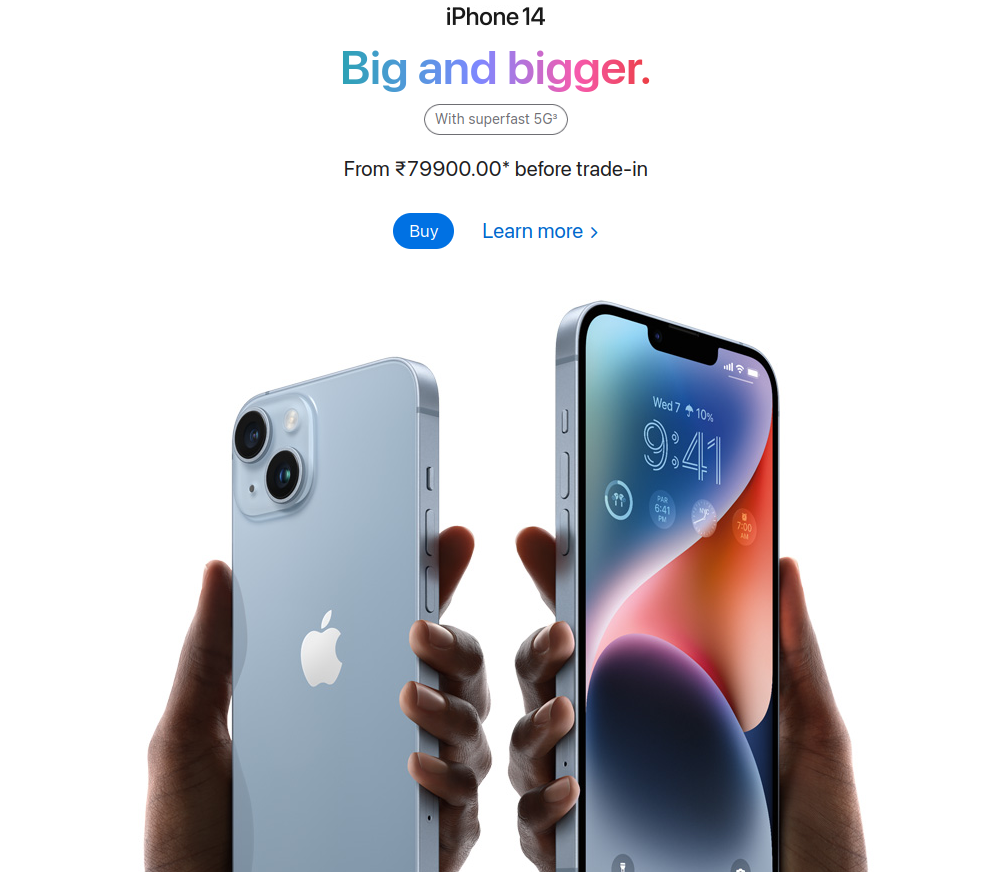 iPhone 14
Big and bigger.
With superfast 5G³
From ₹79900.00* before trade-in
Buy
Learn more >
Wed 7 10%
9:41
PAR
6:41
PM
NYC
7:00
AM